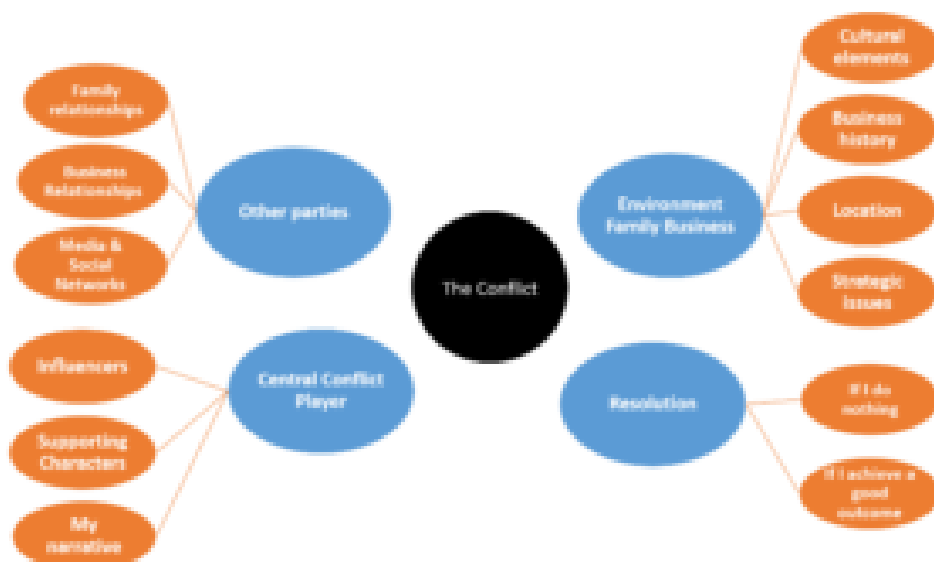 Family
relationships
Business
Relationships
Media &
Social
Networks
Other parties
Influencers
Supporting
Characters
My
narrative
Central Conflict
Player
The Conflict
Environment
Family Business
Cultural
elements
Business
history
Location
Strategic
issues
Resolution
If I do
nothing
If I achieve a
good
outcome